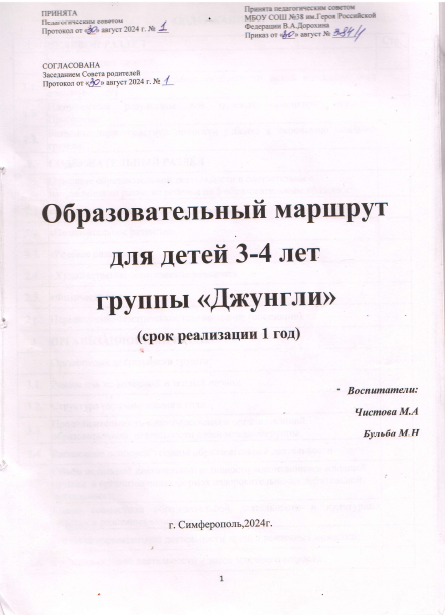 ПРИНЯТА
Педагогическим советом
Протокол от «30» август 2024 г. № 1
Принята педагогическим советом
МБОУ СОШ №38 им.Героя Российской
Федерации В.А.Дорохина
Приказ от «30» август №
СОГЛАСОВАНА
Заседанием Совета родителей
Протокол от «30» август 2024 г. № 1
Образовательный маршрут
для детей 3-4 лет
группы «Джунгли»
(срок реализации 1 год)
Воспитатели:
Чистова М.А
Бульба М.Н
г. Симферополь,2024г.
1